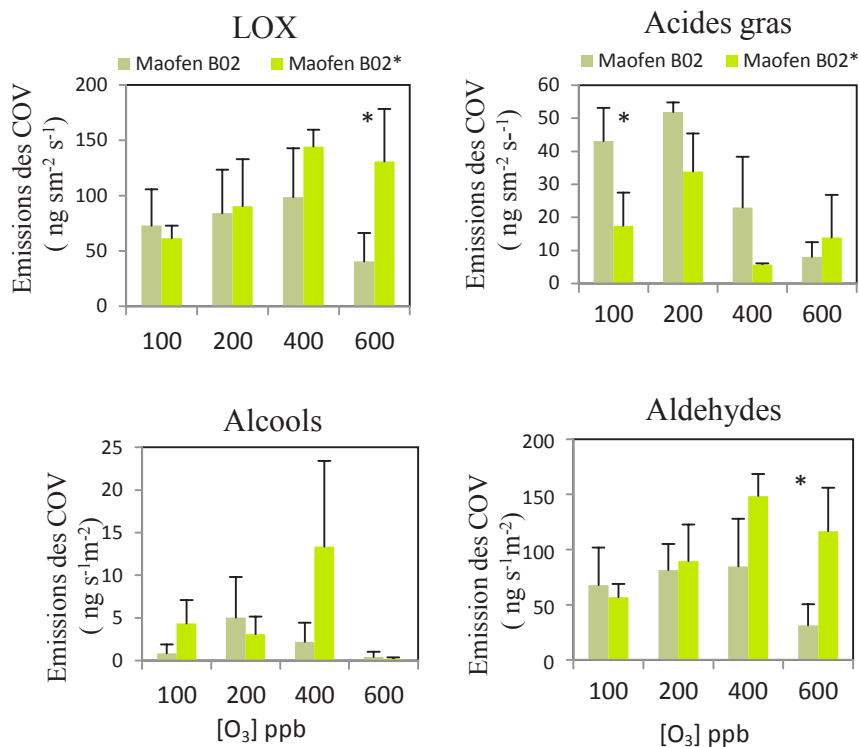 LOX
Maofen B02 Maofen B02*
Emissions des COV
( ng sm⁻² s⁻¹)
200
150
100
50
0
*
100 200 400 600
Acides gras
Maofen B02 Maofen B02*
Emissions des COV
( ng sm⁻² s-⁻¹)
60
50
40
30
20
10
0
*
100 200 400 600
Alcools
Emissions des COV
( ng s⁻¹m⁻²)
25
20
15
10
5
0
100 200 400 600
[O₃] ppb
Aldehydes
Emission des COV
( ng s⁻¹m⁻²)
200
150
100
50
0
*
100 200 400 600
[O₃] ppb